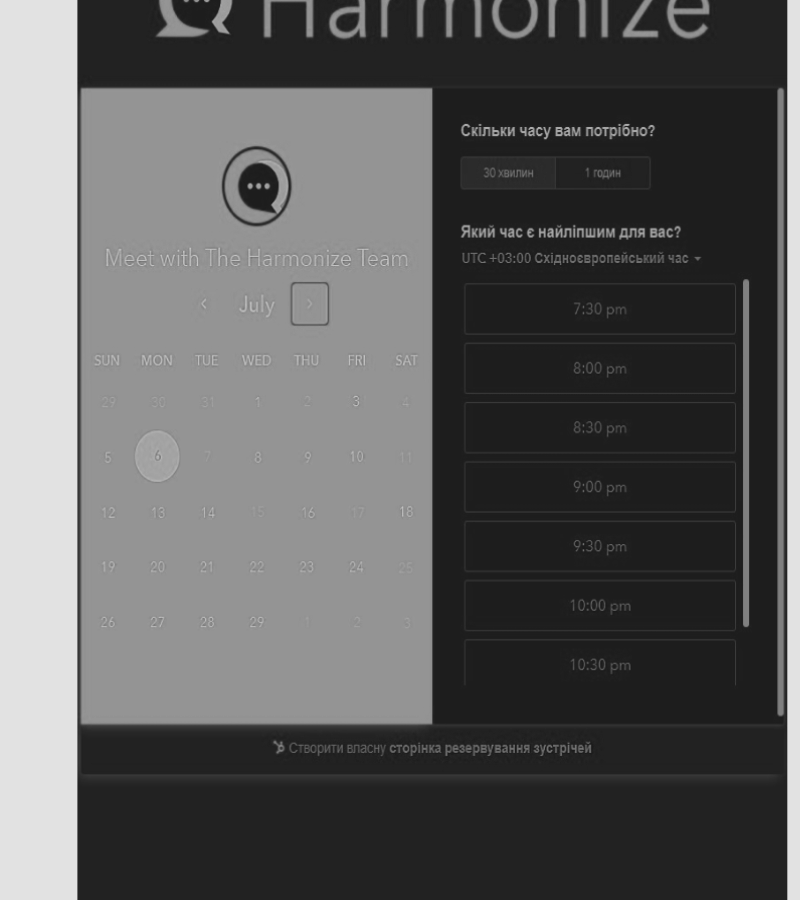 Harmonize
Meet with The Harmonize Team
‹ July ›
SUN MON TUE WED THU FRI SAT
29 30 31 1 2 3 4
5 6 7 8 9 10 11
12 13 14 15 16 17 18
19 20 21 22 23 24 25
26 27 28 29 1 2 3
Скільки часу вам потрібно?
30 хвилин 1 годин
Який час є найліпшим для вас?
UTC +03:00 Східноєвропейський час
7:30 pm
8:00 pm
8:30 pm
9:00 pm
9:30 pm
10:00 pm
10:30 pm
Створити власну сторінка резервування зустрічей